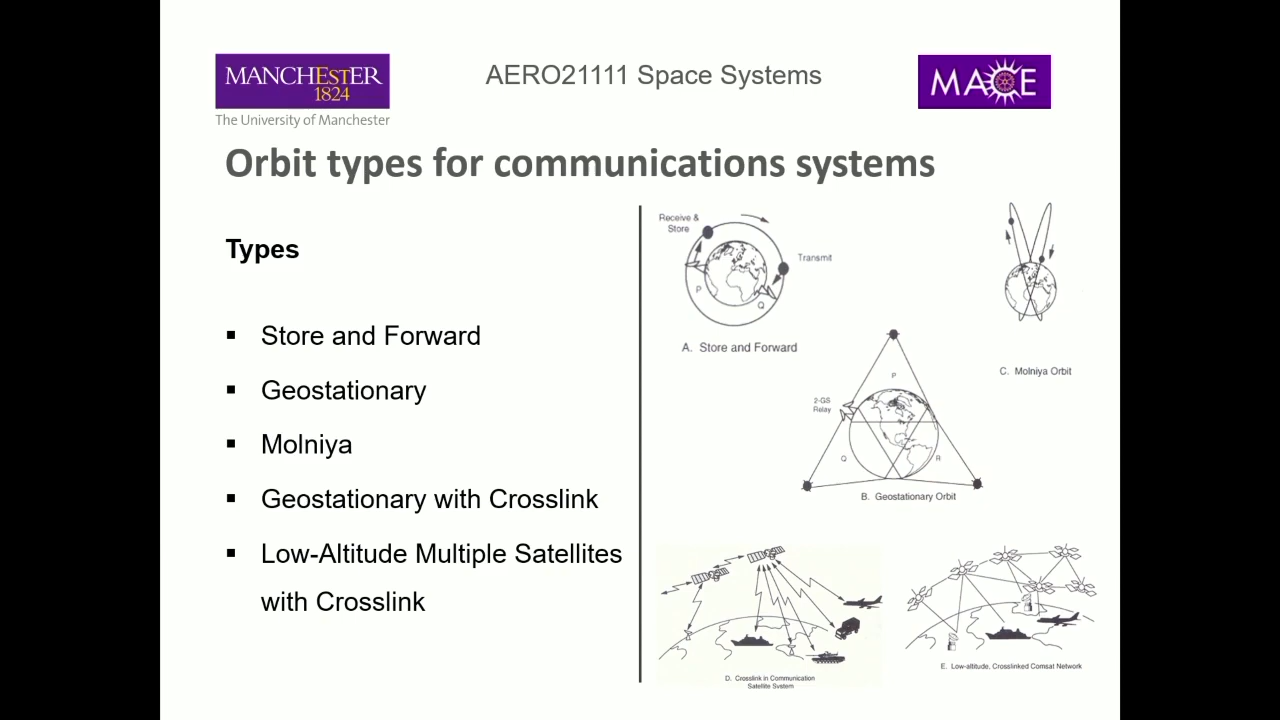 MANCHESTER
1824
The University of Manchester
AERO21111 Space Systems
MACE
Orbit types for communications systems
Types
▪ Store and Forward
▪ Geostationary
▪ Molniya
▪ Geostationary with Crosslink
▪ Low-Altitude Multiple Satellites
with Crosslink
Receive &
Store
Transmit
P
Q
A. Store and Forward
C. Molniya Orbit
P
2-GS
Relay
Q
R
B. Geostationary Orbit
D. Crosslink in Communication
Satellite System
E. Low-altitude, Crosslinked Comsat Network